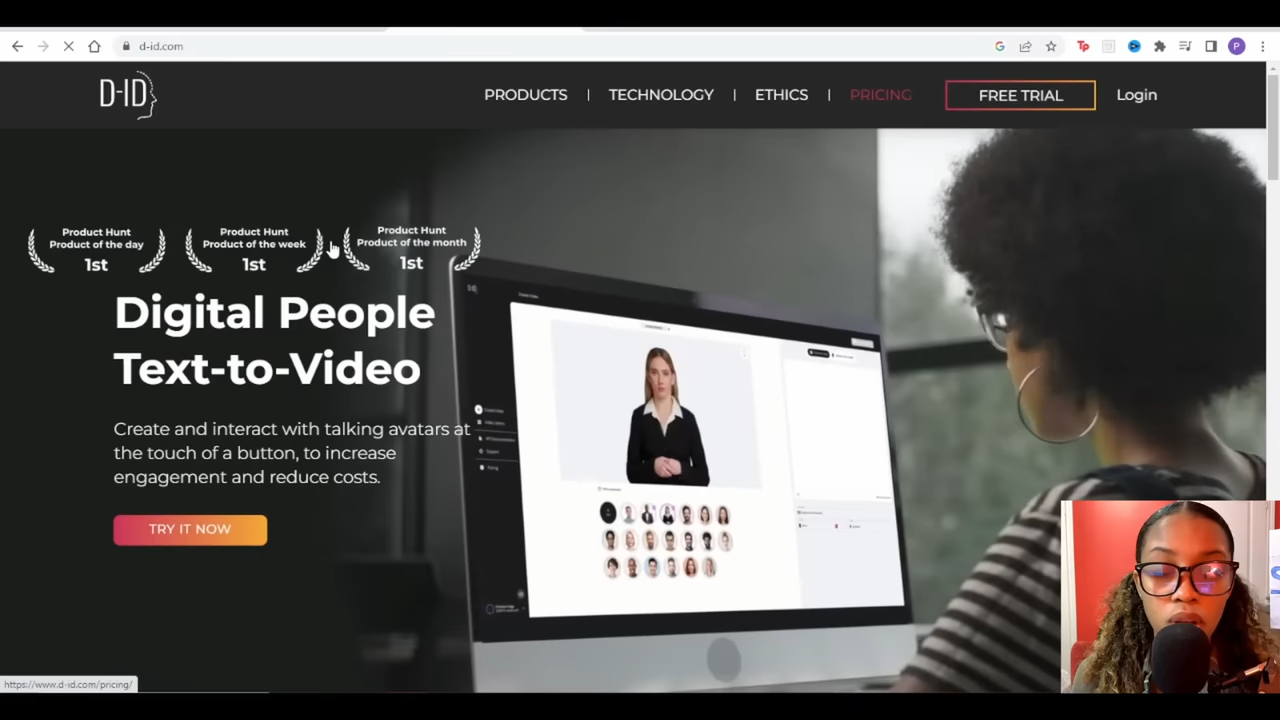 d-id.com
D-ID
PRODUCTS | TECHNOLOGY | ETHICS | PRICING
FREE TRIAL
Login
Product Hunt
Product of the day
1st
Product Hunt
Product of the week
1st
Product Hunt
Product of the month
1st
Digital People
Text-to-Video
Create and interact with talking avatars at
the touch of a button, to increase
engagement and reduce costs.
TRY IT NOW
https://www.d-id.com/pricing/